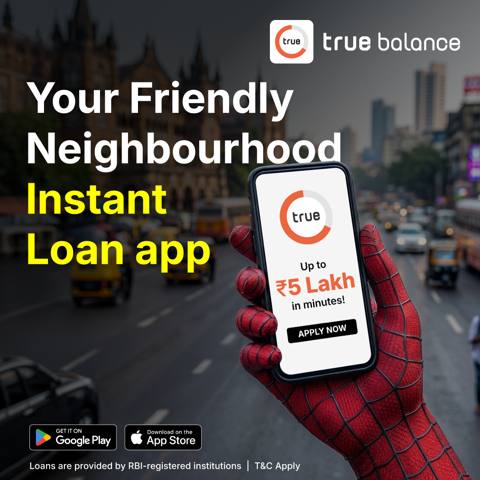 true
true balance
Your Friendly
Neighbourhood
Instant
Loan app
true
Up to
₹5 Lakh
in minutes!
APPLY NOW
GET IT ON
Google Play
Download on the
App Store
Loans are provided by RBI-registered institutions | T&C Apply